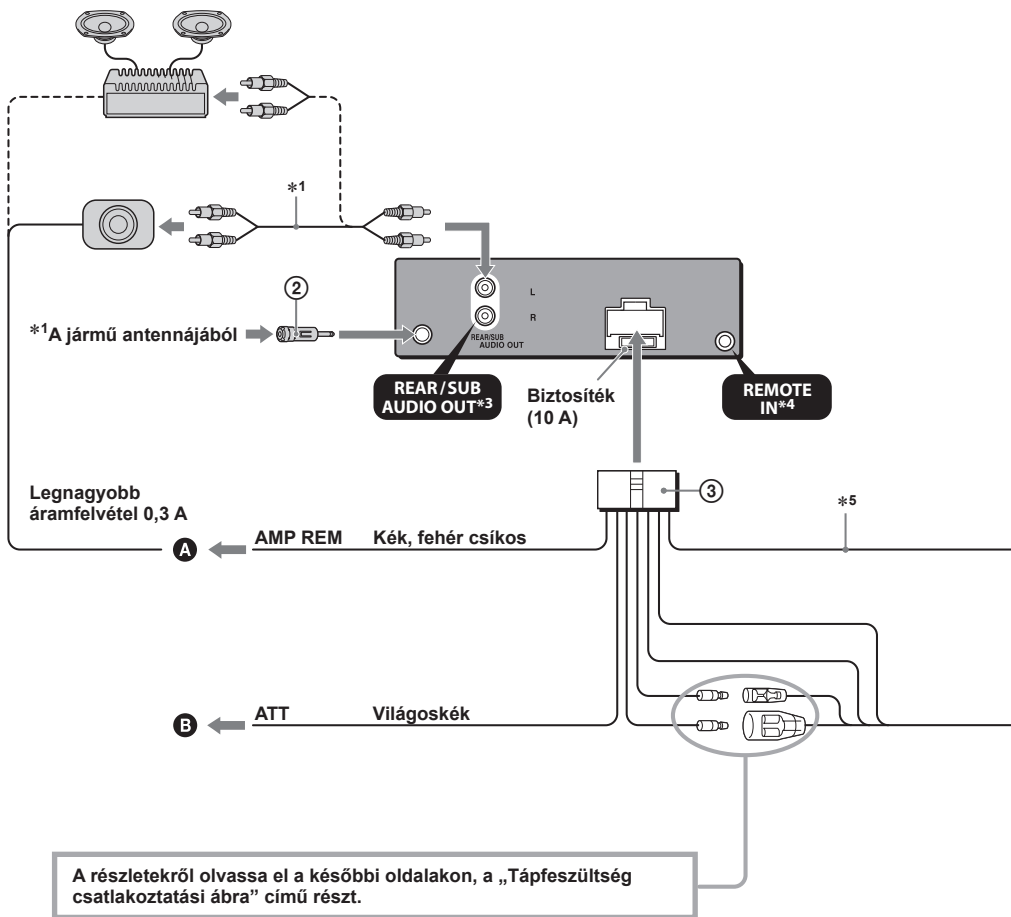 *1
②
*1A jármű antennájából
L
R
REAR/SUB
AUDIO OUT
REAR/SUB
AUDIO OUT*3
Biztosíték
(10 A)
REMOTE
IN*4
Legnagyobb
áramfelvétel 0,3 A
③
*5
A
AMP REM Kék, fehér csíkos
B
ATT Világoskék
A részletekről olvassa el a későbbi oldalakon, a „Tápfeszültség
csatlakoztatási ábra” című részt.